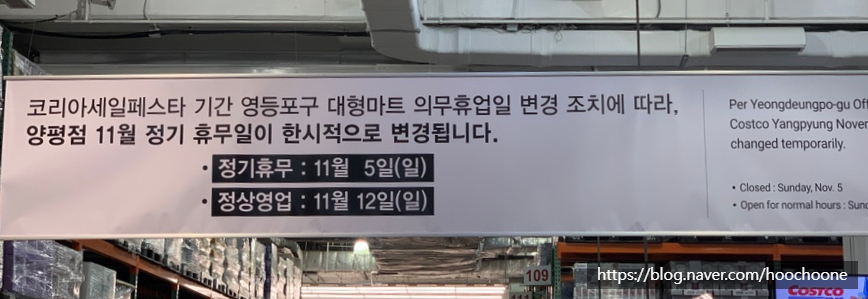 코리아세일페스타 기간 영등포구 대형마트 의무휴업일 변경 조치에 따라,
양평점 11월 정기 휴무일이 한시적으로 변경됩니다.
• 정기휴무 : 11월 5일(일)
• 정상영업 : 11월 12일(일)
Per Yeongdeungpo-gu Off
Costco Yangpyung Nover
changed temporarily.
• Closed : Sunday, Nov. 5
• Open for normal hours : Sund
109
https://blog.naver.com/hoochoone
COSTCO